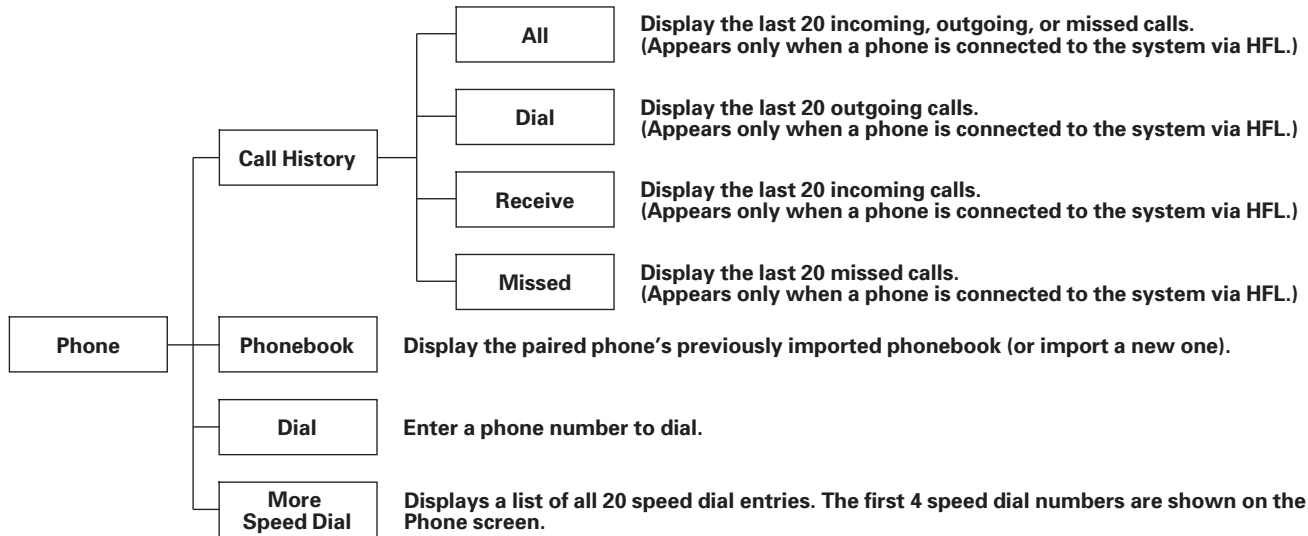 All
Display the last 20 incoming, outgoing, or missed calls.
(Appears only when a phone is connected to the system via HFL.)
Dial
Display the last 20 outgoing calls.
(Appears only when a phone is connected to the system via HFL.)
Call History
Receive
Display the last 20 incoming calls.
(Appears only when a phone is connected to the system via HFL.)
Missed
Display the last 20 missed calls.
(Appears only when a phone is connected to the system via HFL.)
Phone
Phonebook
Display the paired phone’s previously imported phonebook (or import a new one).
Dial
Enter a phone number to dial.
More
Speed Dial
Displays a list of all 20 speed dial entries. The first 4 speed dial numbers are shown on the
Phone screen.